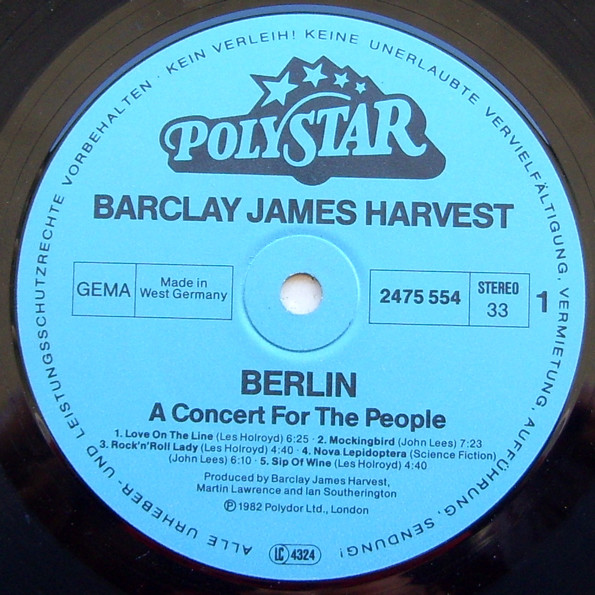 ALLE URHEBER- UND LEISTUNGSSCHUTZRECHTE VORBEHALTEN · KEIN VERLEIH! KEINE UNERLAUBTE VERVIELFÄLTIGUNG, VERMIETUNG, AUFFÜHRUNG, SENDUNG!
POLYSTAR
BARCLAY JAMES HARVEST
GEMA
Made in
West Germany
2475 554
STEREO
33
1
BERLIN
A Concert For The People
1. Love On The Line (Les Holroyd) 6:25 · 2. Mockingbird (John Lees) 7:23
3. Rock'n'Roll Lady (Les Holroyd) 4:40 · 4. Nova Lepidoptera (Science Fiction)
(John Lees) 6:10 · 5. Sip Of Wine (Les Holroyd) 4:40
Produced by Barclay James Harvest,
Martin Lawrence and Ian Southerington
℗ 1982 Polydor Ltd., London
LC 4324